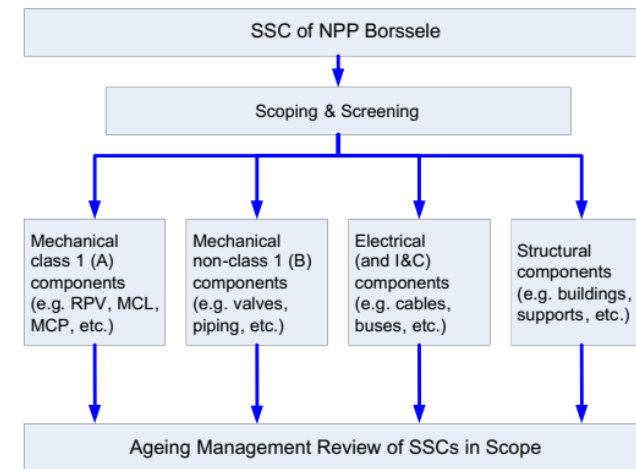 SSC of NPP Borssele
Scoping & Screening
Mechanical
class 1 (A)
components
(e.g. RPV, MCL,
MCP, etc.)
Mechanical
non-class 1 (B)
components
(e.g. valves,
piping, etc.)
Electrical
(and I&C)
components
(e.g. cables,
buses, etc.)
Structural
components
(e.g. buildings,
supports, etc.)
Ageing Management Review of SSCs in Scope